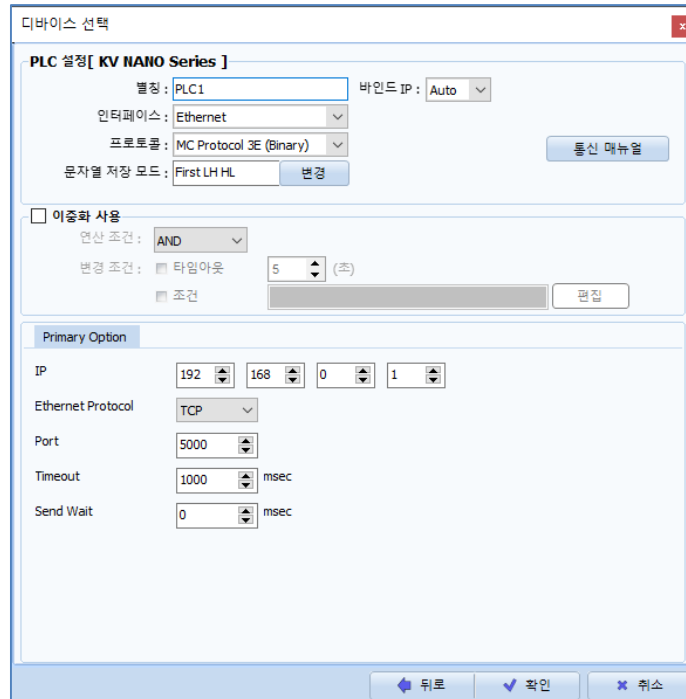 디바이스 선택
PLC 설정[ KV NANO Series ]
별칭 : PLC1 바인드 IP : Auto
인터페이스 : Ethernet
프로토콜 : MC Protocol 3E (Binary) 통신 매뉴얼
문자열 저장 모드 : First LH HL 변경
이중화 사용
연산 조건 : AND
변경 조건 : 타임아웃 5 (초)
조건 편집
Primary Option
IP 192 168 0 1
Ethernet Protocol TCP
Port 5000
Timeout 1000 msec
Send Wait 0 msec
뒤로 확인 취소